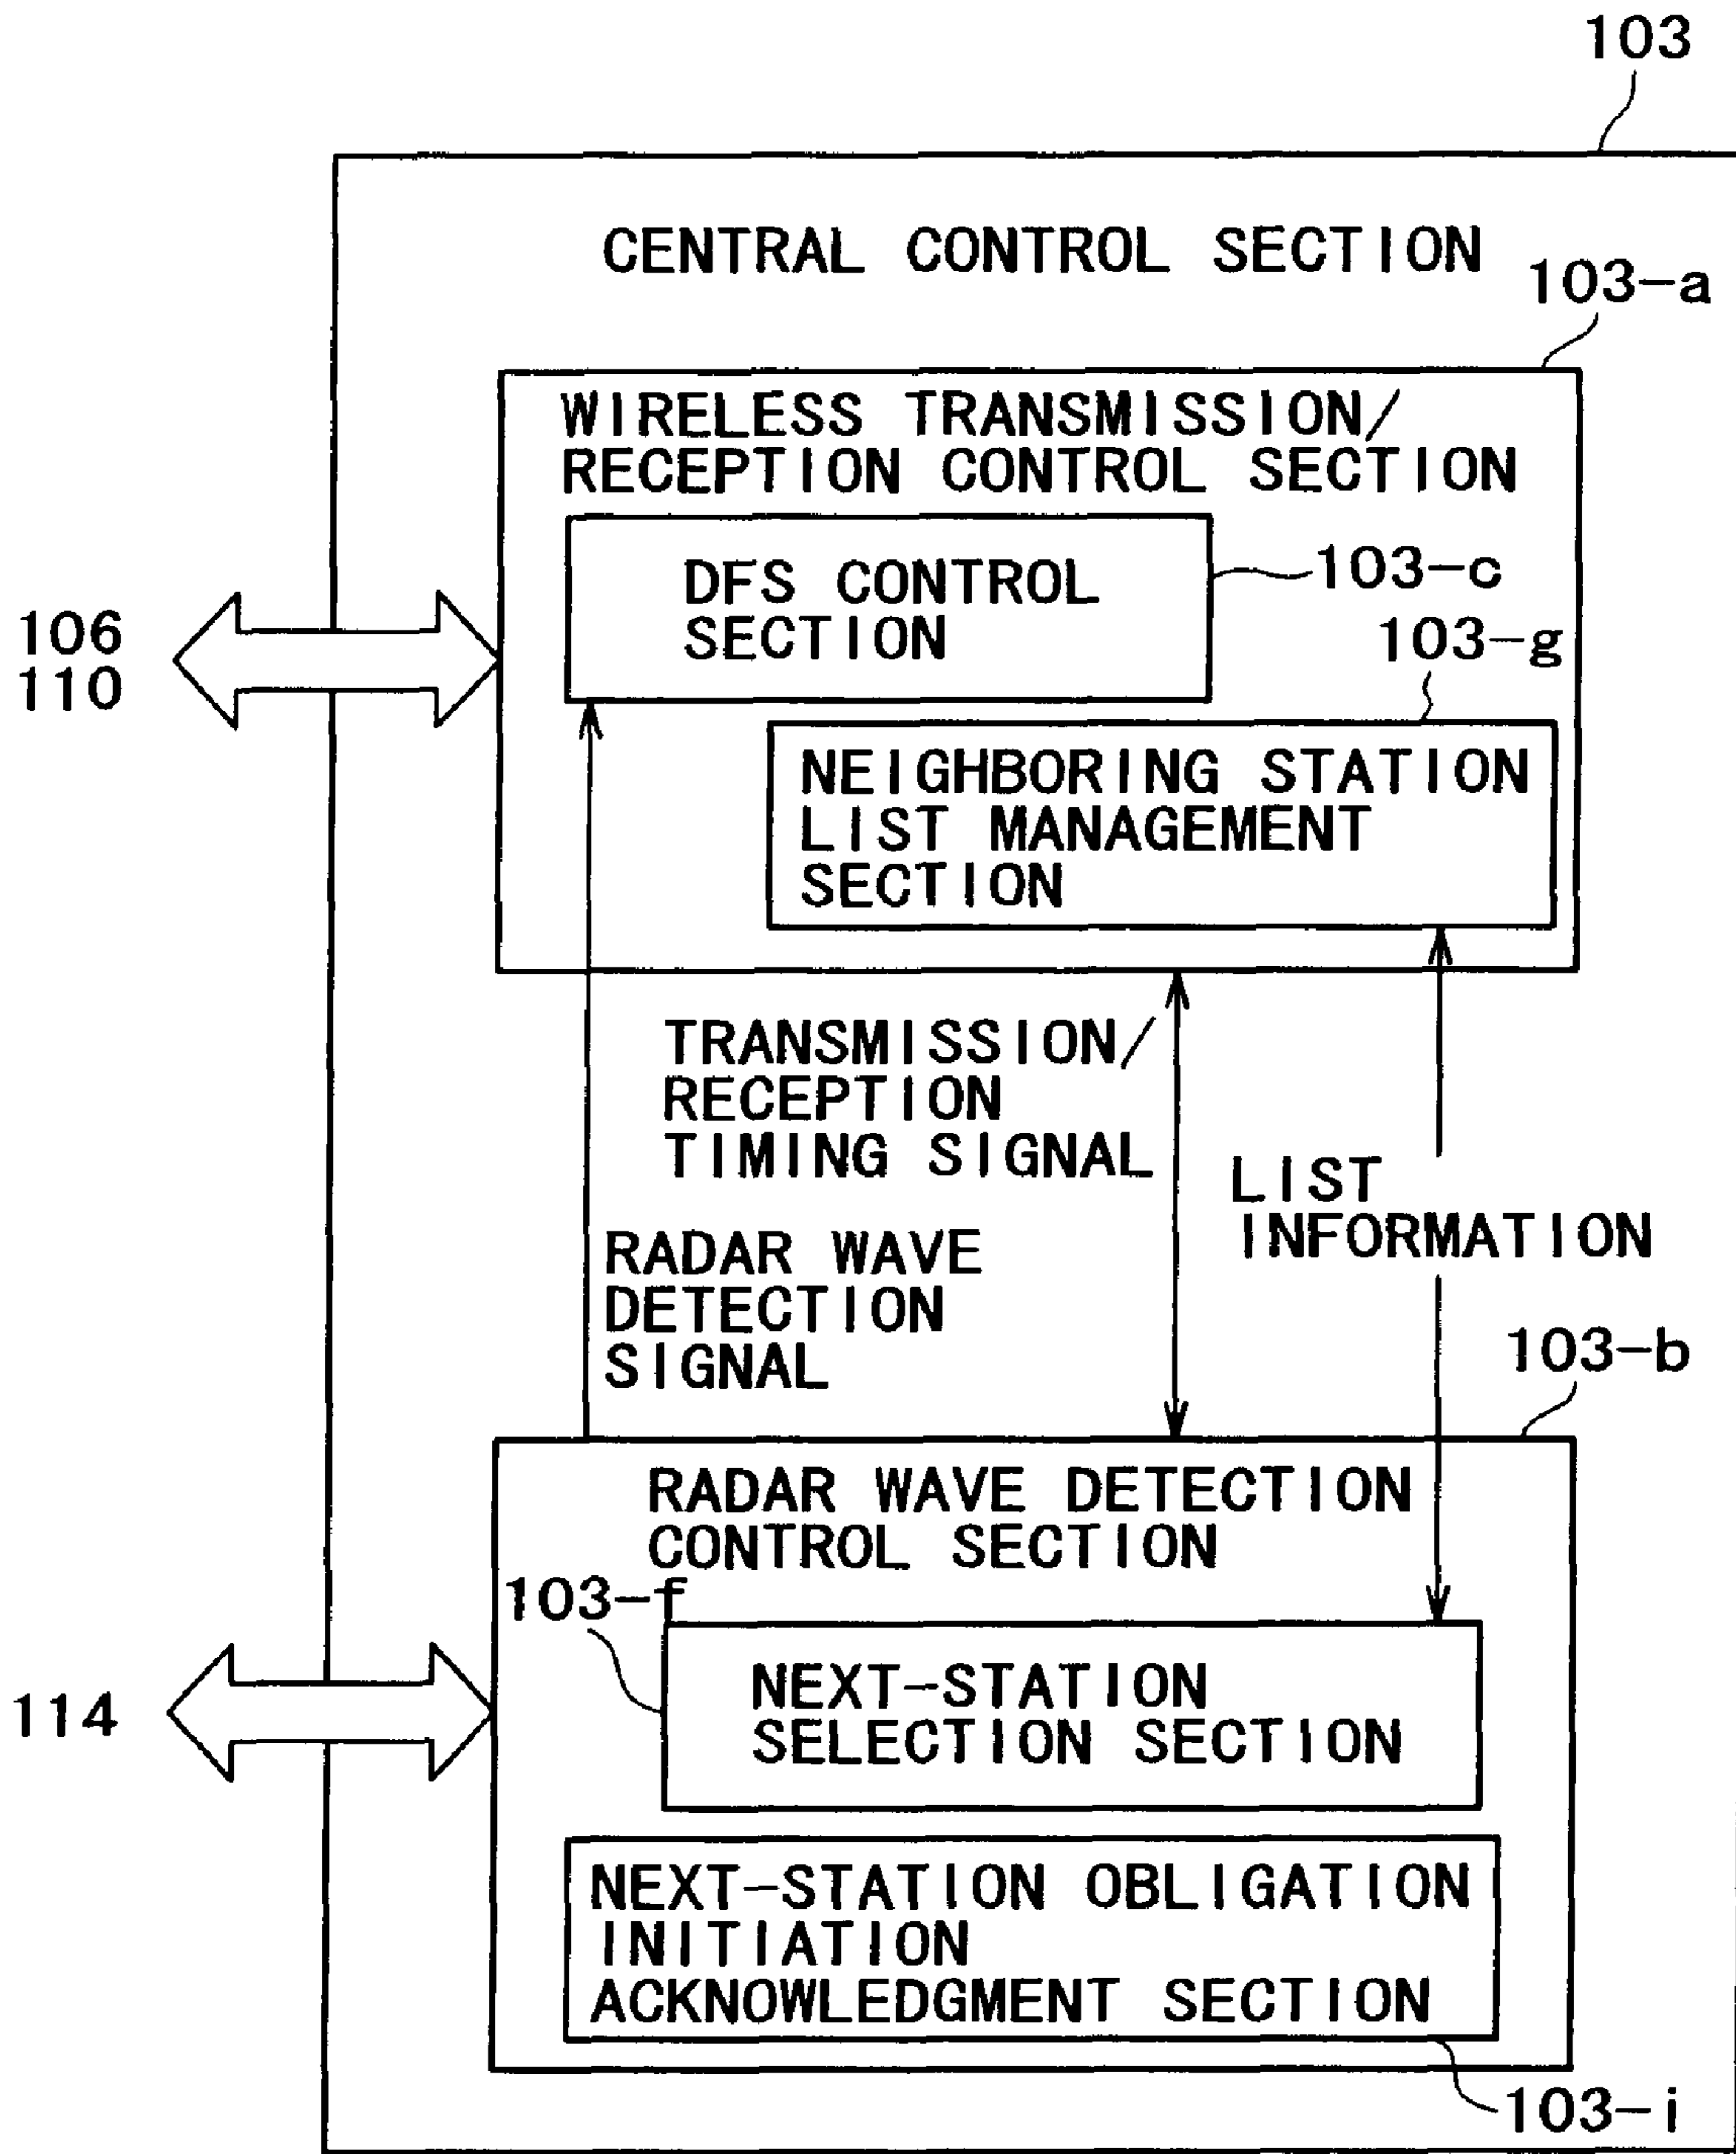 103
CENTRAL CONTROL SECTION
103-a
WIRELESS TRANSMISSION/
RECEPTION CONTROL SECTION
DFS CONTROL
SECTION
103-c
106
110
103-g
NEIGHBORING STATION
LIST MANAGEMENT
SECTION
TRANSMISSION/
RECEPTION
TIMING SIGNAL
LIST
INFORMATION
RADAR WAVE
DETECTION
SIGNAL
103-b
RADAR WAVE DETECTION
CONTROL SECTION
103-f
NEXT-STATION
SELECTION SECTION
114
NEXT-STATION OBLIGATION
INITIATION
ACKNOWLEDGMENT SECTION
103-i